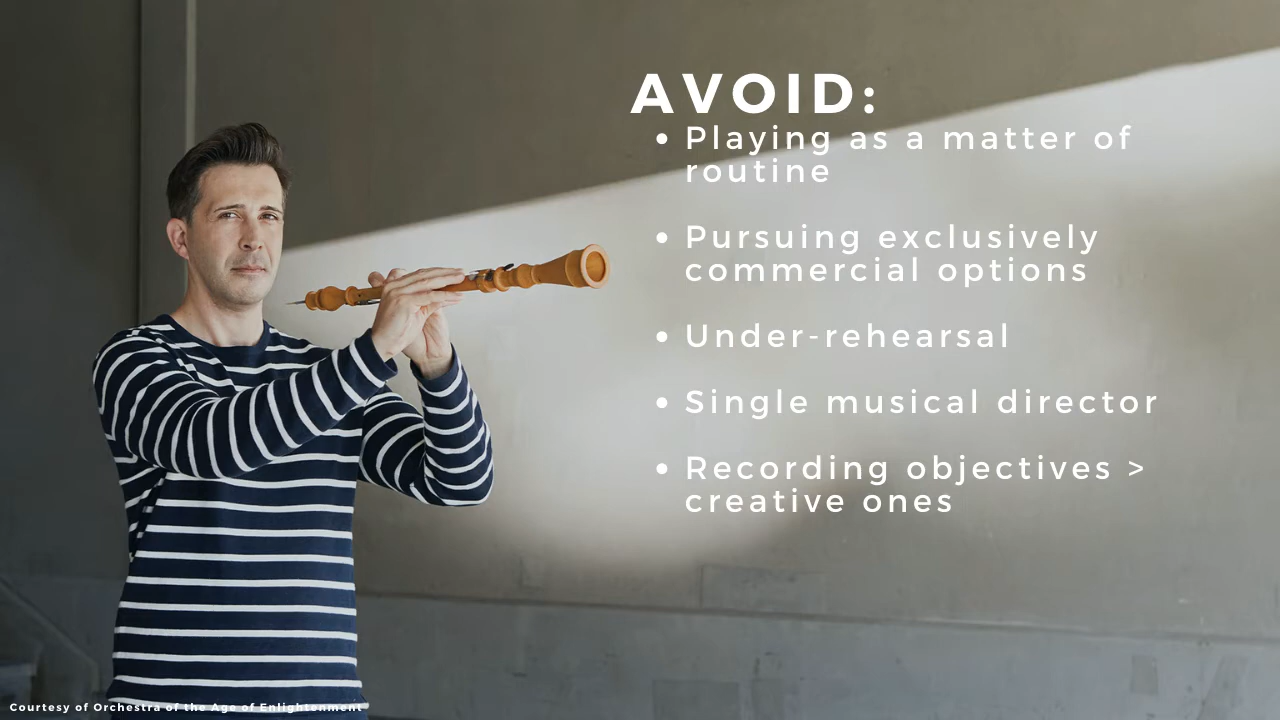 AVOID:
• Playing as a matter of
routine
• Pursuing exclusively
commercial options
• Under-rehearsal
• Single musical director
• Recording objectives >
creative ones
Courtesy of Orchestra of the Age of Enlightenment